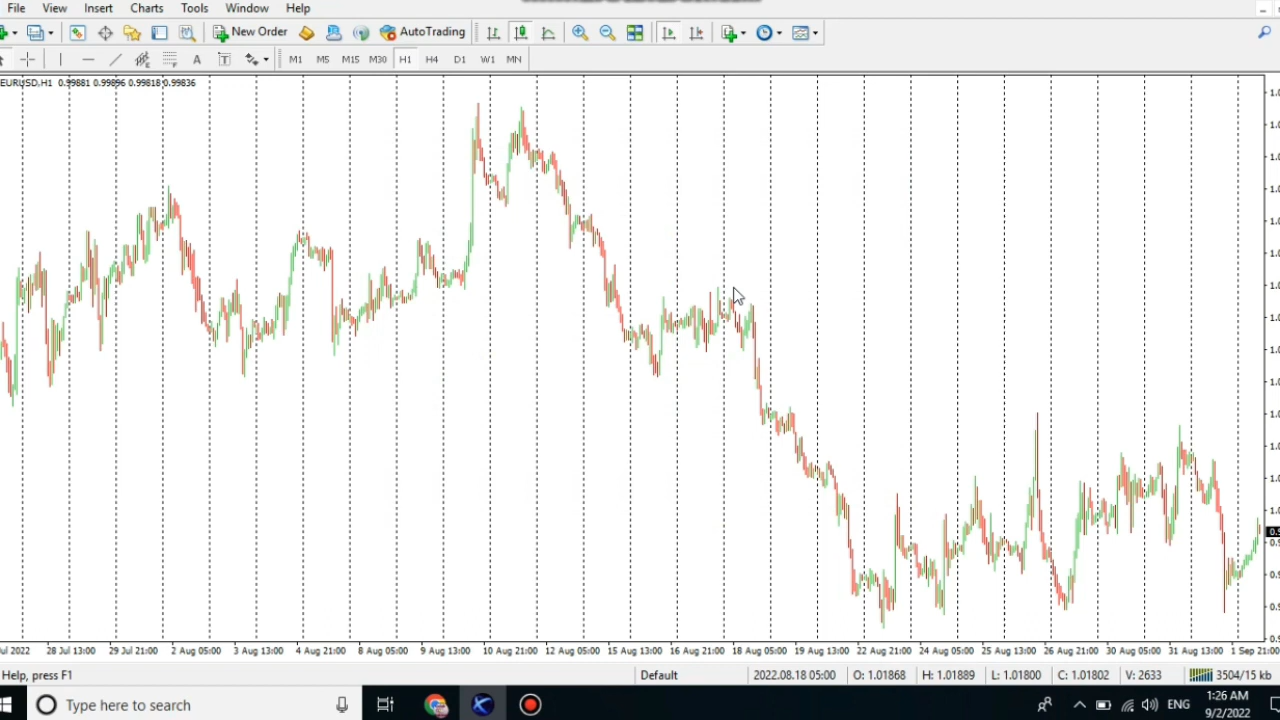 File View Insert Charts Tools Window Help
New Order AutoTrading
A T M1 M5 M15 M30 H1 H4 D1 W1 MN
EURUSD,H1 0.99881 0.99896 0.99818 0.99836
Jul 2022 28 Jul 13:00 29 Jul 21:00 2 Aug 05:00 3 Aug 13:00 4 Aug 21:00 8 Aug 05:00 9 Aug 13:00 10 Aug 21:00 12 Aug 05:00 15 Aug 13:00 16 Aug 21:00 18 Aug 05:00 19 Aug 13:00 22 Aug 21:00 24 Aug 05:00 25 Aug 13:00 26 Aug 21:00 30 Aug 05:00 31 Aug 13:00 1 Sep 21:00
Help, press F1 Default 2022.08.18 05:00 O: 1.01868 H: 1.01889 L: 1.01800 C: 1.01802 V: 2633 3504/15 kb
Type here to search ENG 1:26 AM
9/2/2022